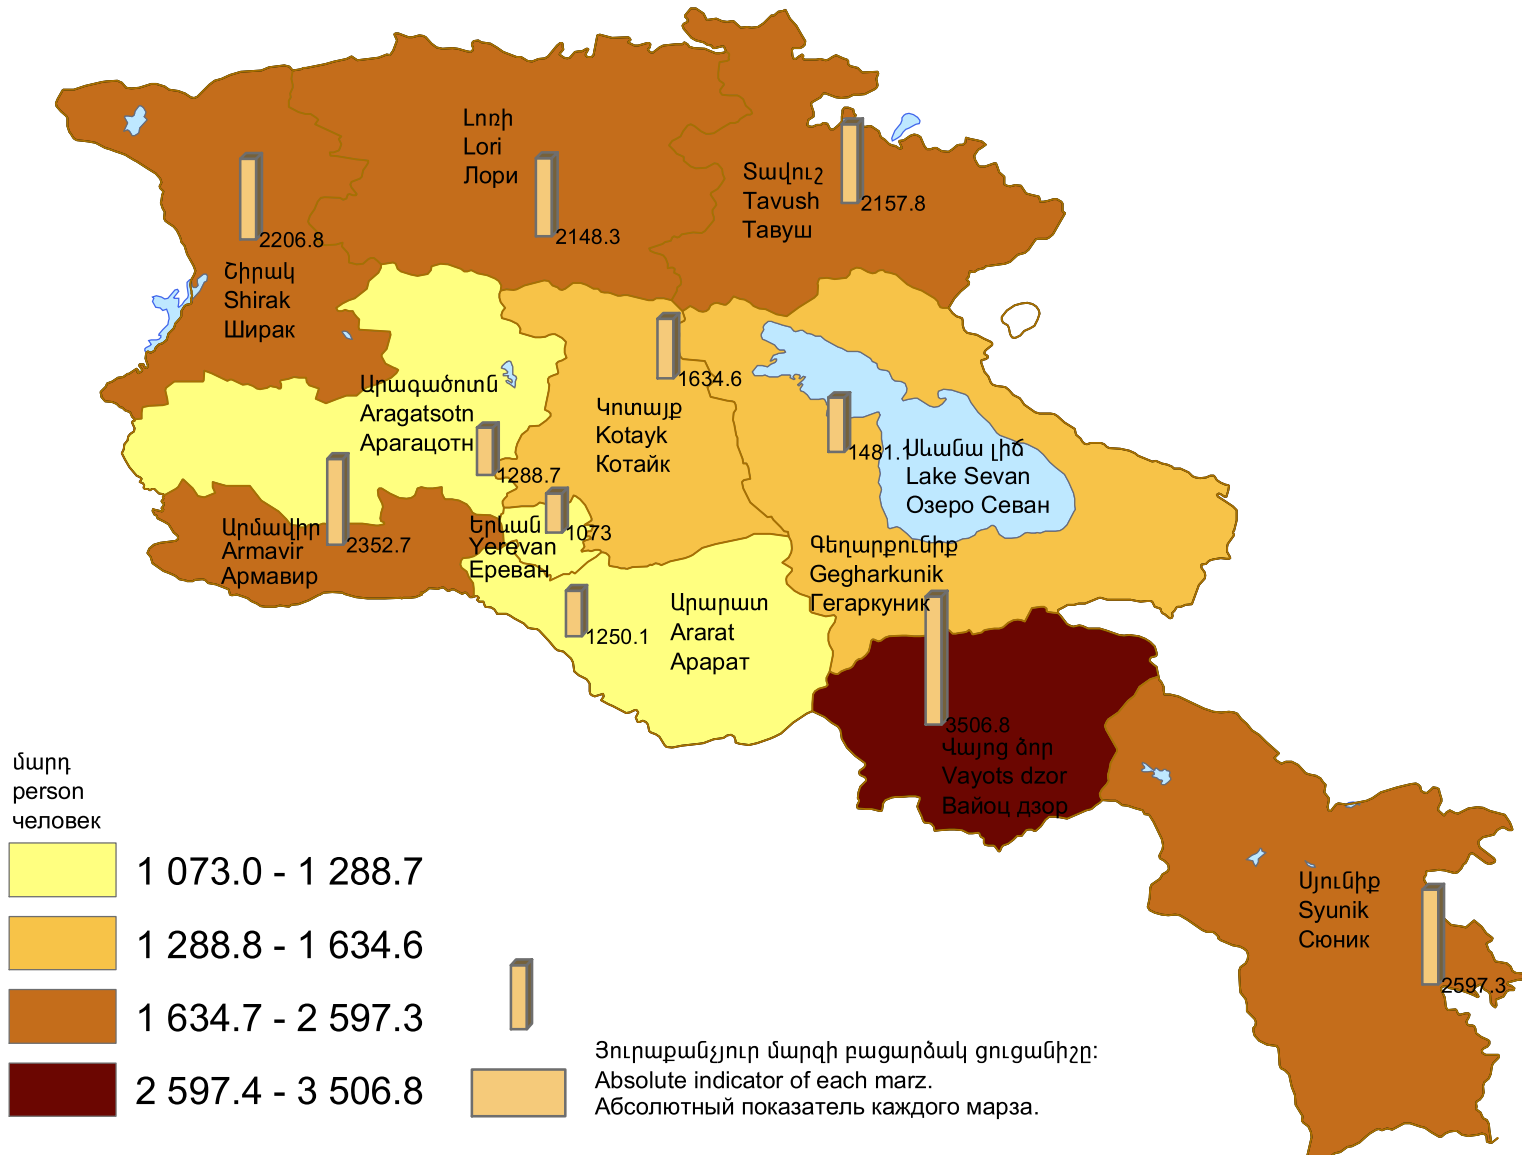 Լոռի
Lori
Лори
Տավուշ
Tavush
Тавуш
2157.8
2206.8
2148.3
Շիրակ
Shirak
Ширак
1634.6
Արագածոտն
Aragatsotn
Арагацотн
1288.7
Կոտայք
Kotayk
Котайк
1481.1
Սևանա լիճ
Lake Sevan
Озеро Севан
Արմավիր
Armavir
Армавир
2352.7
Երևան
Yerevan
Ереван
1073
Գեղարքունիք
Gegharkunik
Гегаркуник
1250.1
Արարատ
Ararat
Арарат
3506.8
Վայոց ձոր
Vayots dzor
Вайоц дзор
Սյունիք
Syunik
Сюник
2597.3
մարդ
person
человек
1 073.0 - 1 288.7
1 288.8 - 1 634.6
1 634.7 - 2 597.3
2 597.4 - 3 506.8
Յուրաքանչյուր մարզի բացարձակ ցուցանիշը:
Absolute indicator of each marz.
Абсолютный показатель каждого марза.